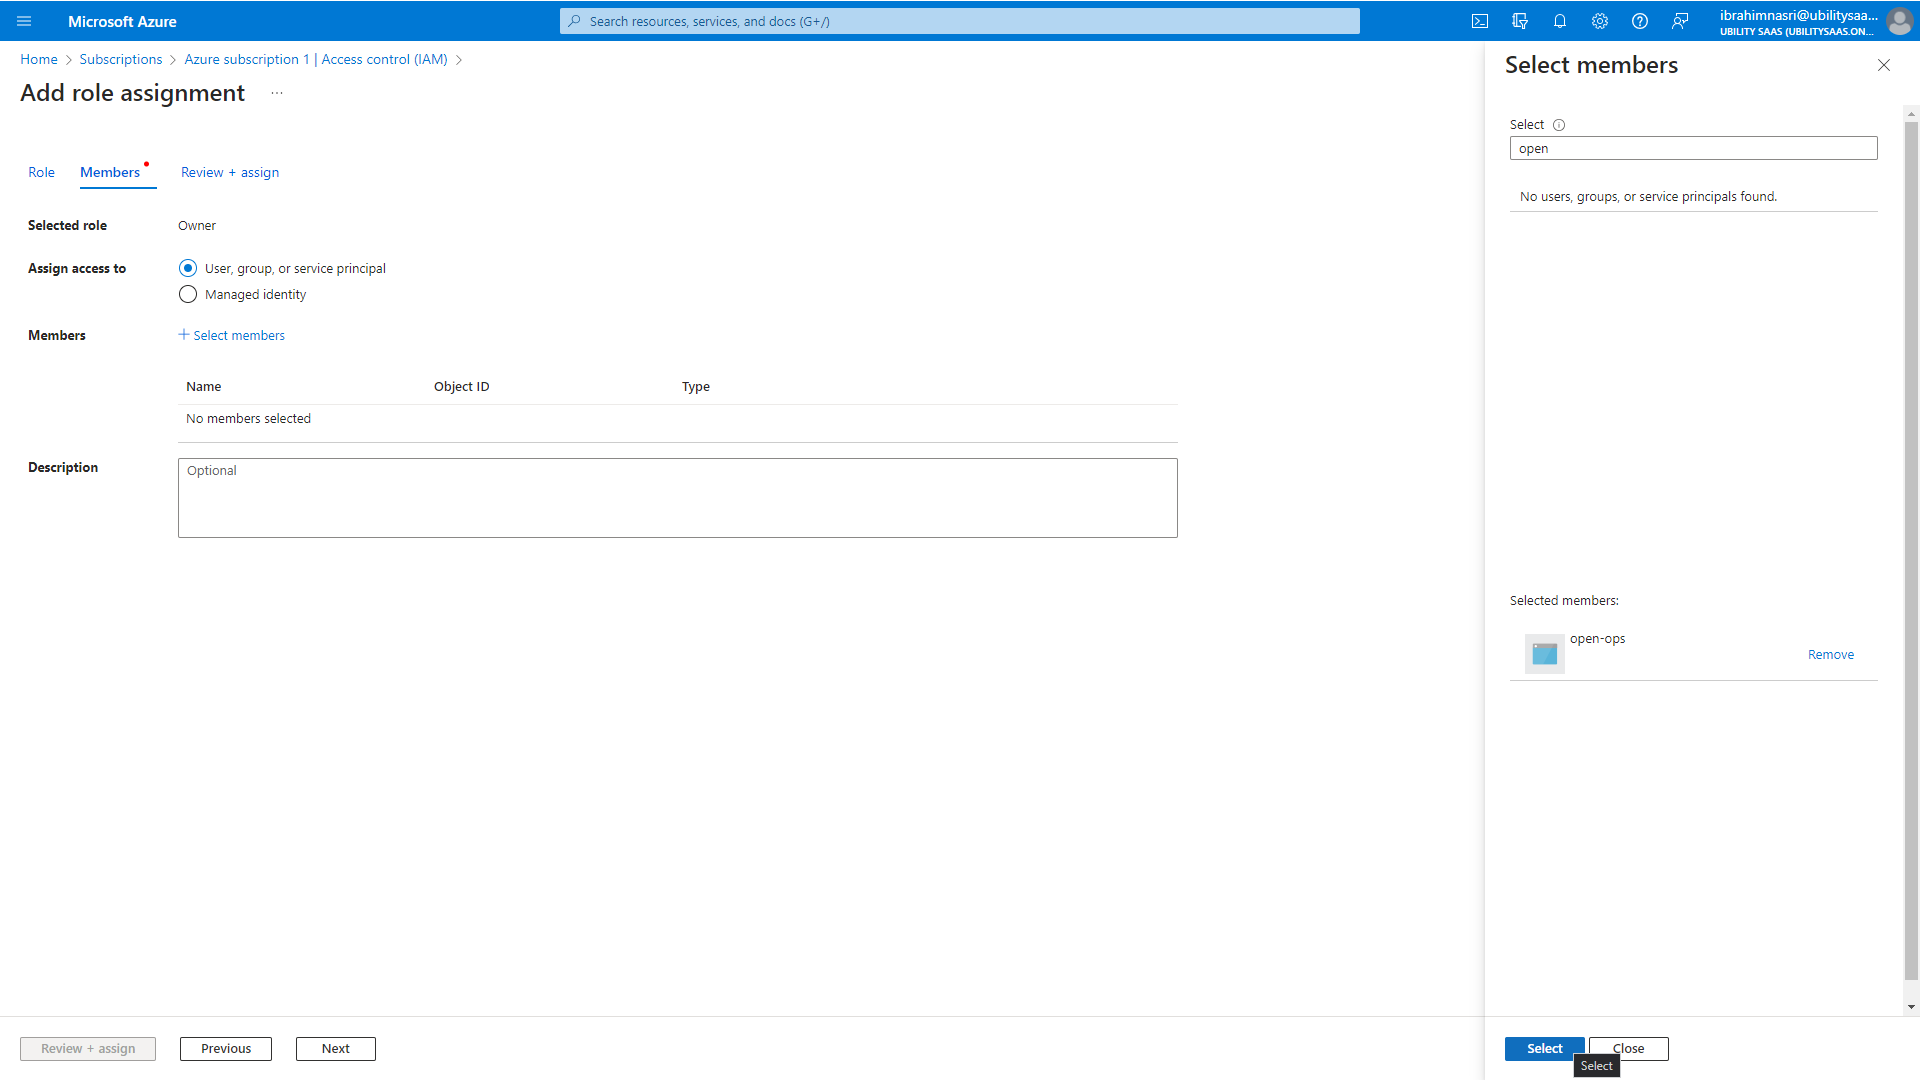 Microsoft Azure
Search resources, services, and docs (G+/)
ibrahimnasri@ubilitysaa...
UBILITY SAAS (UBILITYSAAS.ON...
Home > Subscriptions > Azure subscription 1 | Access control (IAM) >
Add role assignment ...
Role Members Review + assign
Selected role Owner
Assign access to User, group, or service principal
Managed identity
Members + Select members
Name Object ID Type
No members selected
Description Optional
Review + assign Previous Next
Select members
Select
open
No users, groups, or service principals found.
Selected members:
open-ops
Remove
Select Close
Select